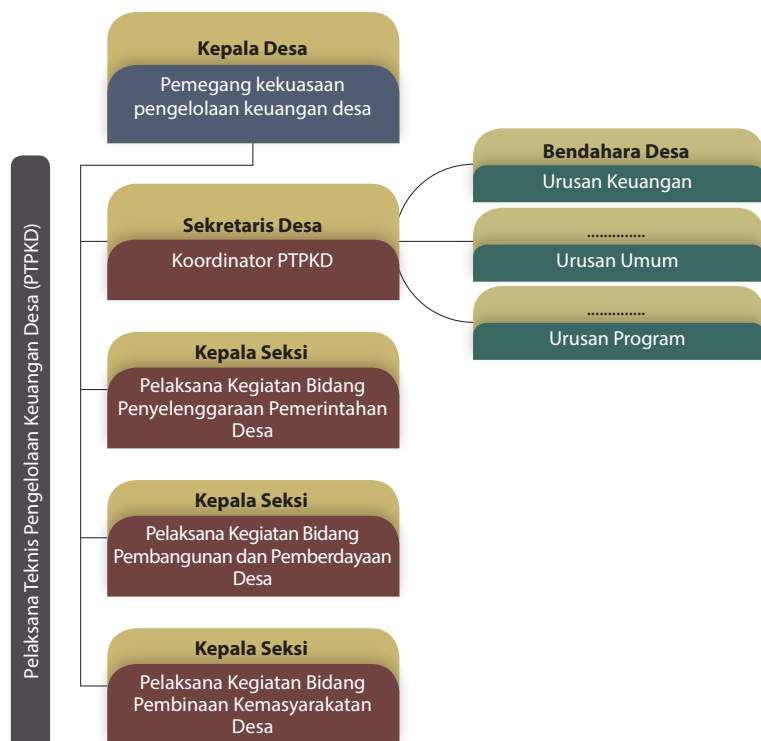 Kepala Desa
Pemegang kekuasaan
pengelolaan keuangan desa
Pelaksana Teknis Pengelolaan Keuangan Desa (PTPKD)
Sekretaris Desa
Koordinator PTPKD
Bendahara Desa
Urusan Keuangan
..............
Urusan Umum
..............
Urusan Program
Kepala Seksi
Pelaksana Kegiatan Bidang
Penyelenggaraan Pemerintahan
Desa
Kepala Seksi
Pelaksana Kegiatan Bidang
Pembangunan dan Pemberdayaan
Desa
Kepala Seksi
Pelaksana Kegiatan Bidang
Pembinaan Kemasyarakatan
Desa